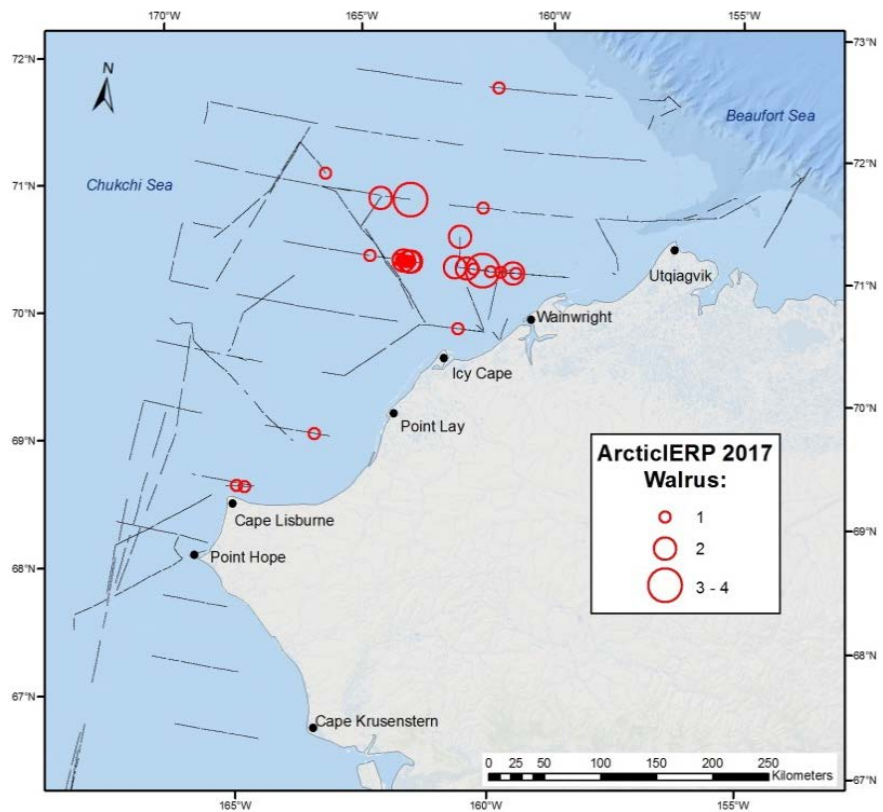 170°W 165°W 160°W 155°W
72°N
73°N
N
Beaufort Sea
72°N
Chukchi Sea
71°N
Utqiagvik
71°N
70°N
Wainwright
Icy Cape
70°N
Point Lay
69°N
ArcticIERP 2017
Walrus:
1
2
3 - 4
Cape Lisburne
69°N
Point Hope
68°N
68°N
67°N
Cape Krusenstern
0 25 50 100 150 200 250
Kilometers
67°N
165°W 160°W 155°W